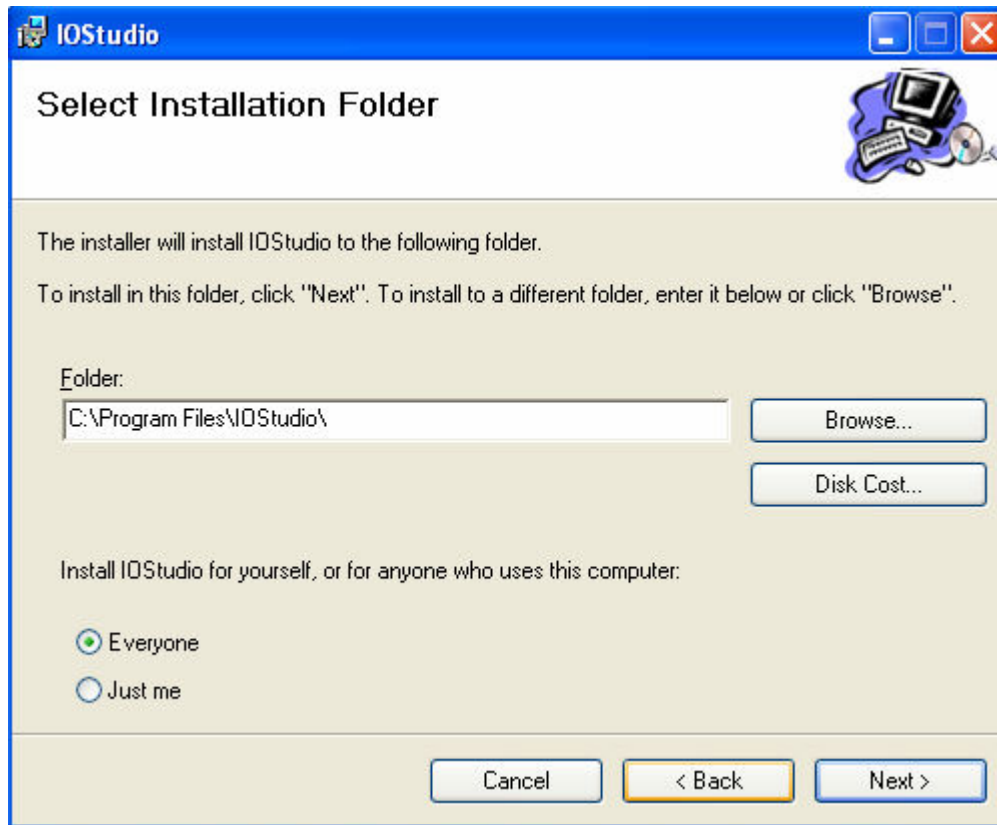 IOStudio
Select Installation Folder
The installer will install IOStudio to the following folder.
To install in this folder, click "Next". To install to a different folder, enter it below or click "Browse".
Folder:
C:\Program Files\IOStudio\
Browse...
Disk Cost...
Install IOStudio for yourself, or for anyone who uses this computer:
Everyone
Just me
Cancel
< Back
Next >